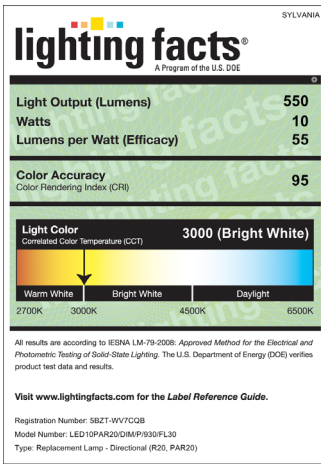 SYLVANIA
lighting facts®
A Program of the U.S. DOE
Light Output (Lumens) 550
Watts 10
Lumens per Watt (Efficacy) 55
Color Accuracy
Color Rendering Index (CRI) 95
Light Color
Correlated Color Temperature (CCT) 3000 (Bright White)
Warm White Bright White Daylight
2700K 3000K 4500K 6500K
All results are according to IESNA LM-79-2008: Approved Method for the Electrical and
Photometric Testing of Solid-State Lighting. The U.S. Department of Energy (DOE) verifies
product test data and results.
Visit www.lightingfacts.com for the Label Reference Guide.
Registration Number: 5BZT-WV7CQB
Model Number: LED10PAR20/DIM/P/930/FL30
Type: Replacement Lamp - Directional (R20, PAR20)